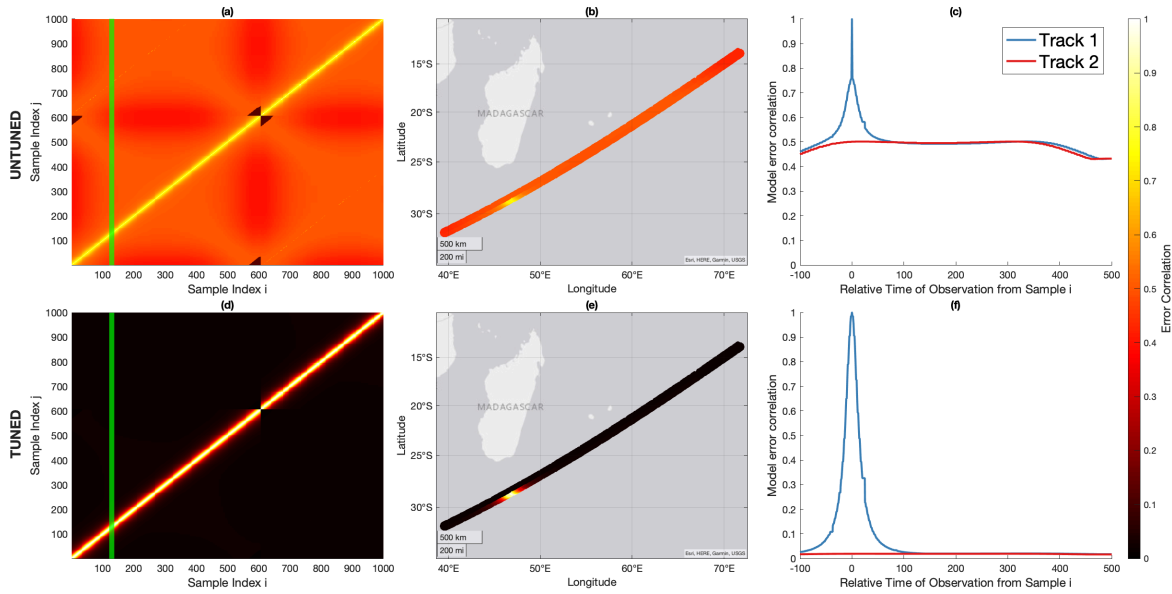 (a)
(b)
(c)
UNTUNED
Sample Index j
1000
900
800
700
600
500
400
300
200
100
100 200 300 400 500 600 700 800 900 1000
Sample Index i
Latitude
15°S
20°S
25°S
30°S
MADAGASCAR
500 km
200 mi
Esri, HERE, Garmin, USGS
40°E 50°E 60°E 70°E
Longitude
Model error correlation
1
0.9
0.8
0.7
0.6
0.5
0.4
0.3
0.2
0.1
0
Track 1
Track 2
-100 0 100 200 300 400 500
Relative Time of Observation from Sample i
(d)
(e)
(f)
TUNED
Sample Index j
1000
900
800
700
600
500
400
300
200
100
100 200 300 400 500 600 700 800 900 1000
Sample Index i
Latitude
15°S
20°S
25°S
30°S
MADAGASCAR
500 km
200 mi
Esri, HERE, Garmin, USGS
40°E 50°E 60°E 70°E
Longitude
Model error correlation
1
0.9
0.8
0.7
0.6
0.5
0.4
0.3
0.2
0.1
0
-100 0 100 200 300 400 500
Relative Time of Observation from Sample i
1
0.9
0.8
0.7
0.6
0.5
0.4
0.3
0.2
0.1
0
Error Correlation